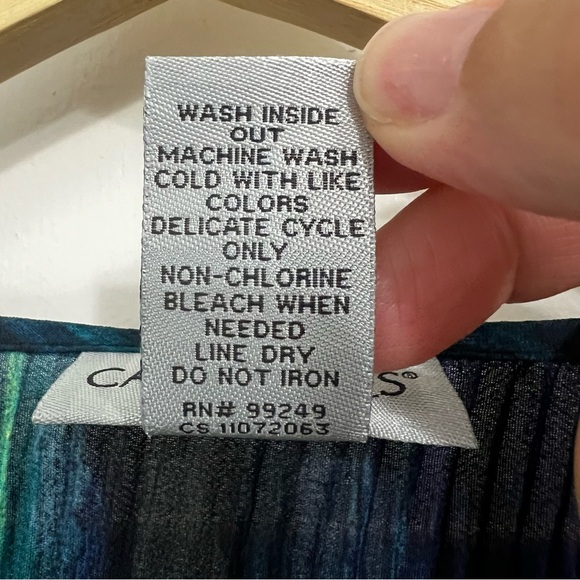 WASH INSIDE
OUT
MACHINE WASH
COLD WITH LIKE
COLORS
DELICATE CYCLE
ONLY
NON-CHLORINE
BLEACH WHEN
NEEDED
LINE DRY
DO NOT IRON
RN# 99249
CS 11072063